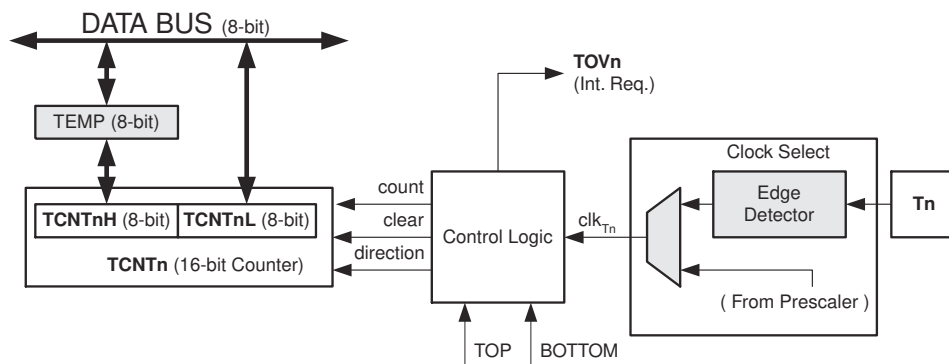 DATA BUS (8-bit)
TOVn
(Int. Req.)
TEMP (8-bit)
Clock Select
count
TCNTnH (8-bit) TCNTnL (8-bit)
clear
Control Logic
clkTn
Edge
Detector
Tn
TCNTn (16-bit Counter)
direction
( From Prescaler )
TOP
BOTTOM